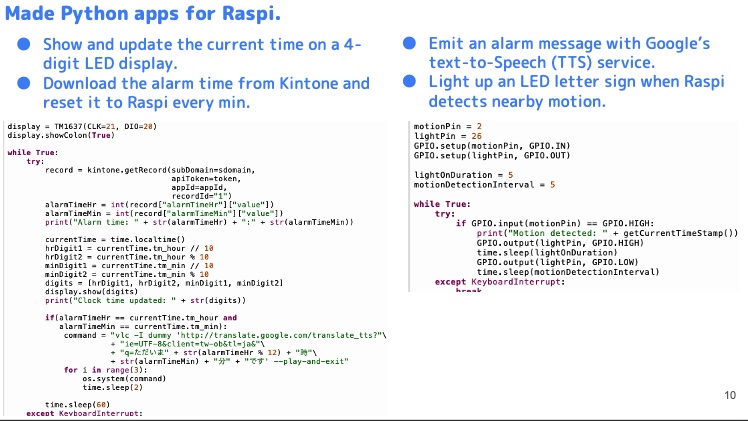 Made Python apps for Raspi.
● Show and update the current time on a 4-
digit LED display.
● Download the alarm time from Kintone and
reset it to Raspi every min.
display = TM1637(CLK=21, DIO=20)
display.showColon(True)
while True:
try:
record = kintone.getRecord(subDomain=sdomain,
apiToken=token,
appId=appId,
recordId="1")
alarmTimeHr = int(record["alarmTimeHr"]["value"])
alarmTimeMin = int(record["alarmTimeMin"]["value"])
print("Alarm time: " + str(alarmTimeHr) + ":" + str(alarmTimeMin))
currentTime = time.localtime()
hrDigit1 = currentTime.tm_hour // 10
hrDigit2 = currentTime.tm_hour % 10
minDigit1 = currentTime.tm_min // 10
minDigit2 = currentTime.tm_min % 10
digits = [hrDigit1, hrDigit2, minDigit1, minDigit2]
display.show(digits)
print("Clock time updated: " + str(digits))
if(alarmTimeHr == currentTime.tm_hour and
alarmTimeMin == currentTime.tm_min):
command = "vlc -I dummy 'http://translate.google.com/translate_tts?"\
+ "ie=UTF-8&client=tw-ob&tl=ja&"\
+ "q=ただいま" + str(alarmTimeHr % 12) + "時"\
+ str(alarmTimeMin) + "分" + "です' --play-and-exit"
for i in range(3):
os.system(command)
time.sleep(2)
time.sleep(60)
except KeyboardInterrupt:
● Emit an alarm message with Google's
text-to-Speech (TTS) service.
● Light up an LED letter sign when Raspi
detects nearby motion.
motionPin = 2
lightPin = 26
GPIO.setup(motionPin, GPIO.IN)
GPIO.setup(lightPin, GPIO.OUT)
lightOnDuration = 5
motionDetectionInterval = 5
while True:
try:
if GPIO.input(motionPin) == GPIO.HIGH:
print("Motion detected: " + getCurrentTimeStamp())
GPIO.output(lightPin, GPIO.HIGH)
time.sleep(lightOnDuration)
GPIO.output(lightPin, GPIO.LOW)
time.sleep(motionDetectionInterval)
except KeyboardInterrupt:
break
10